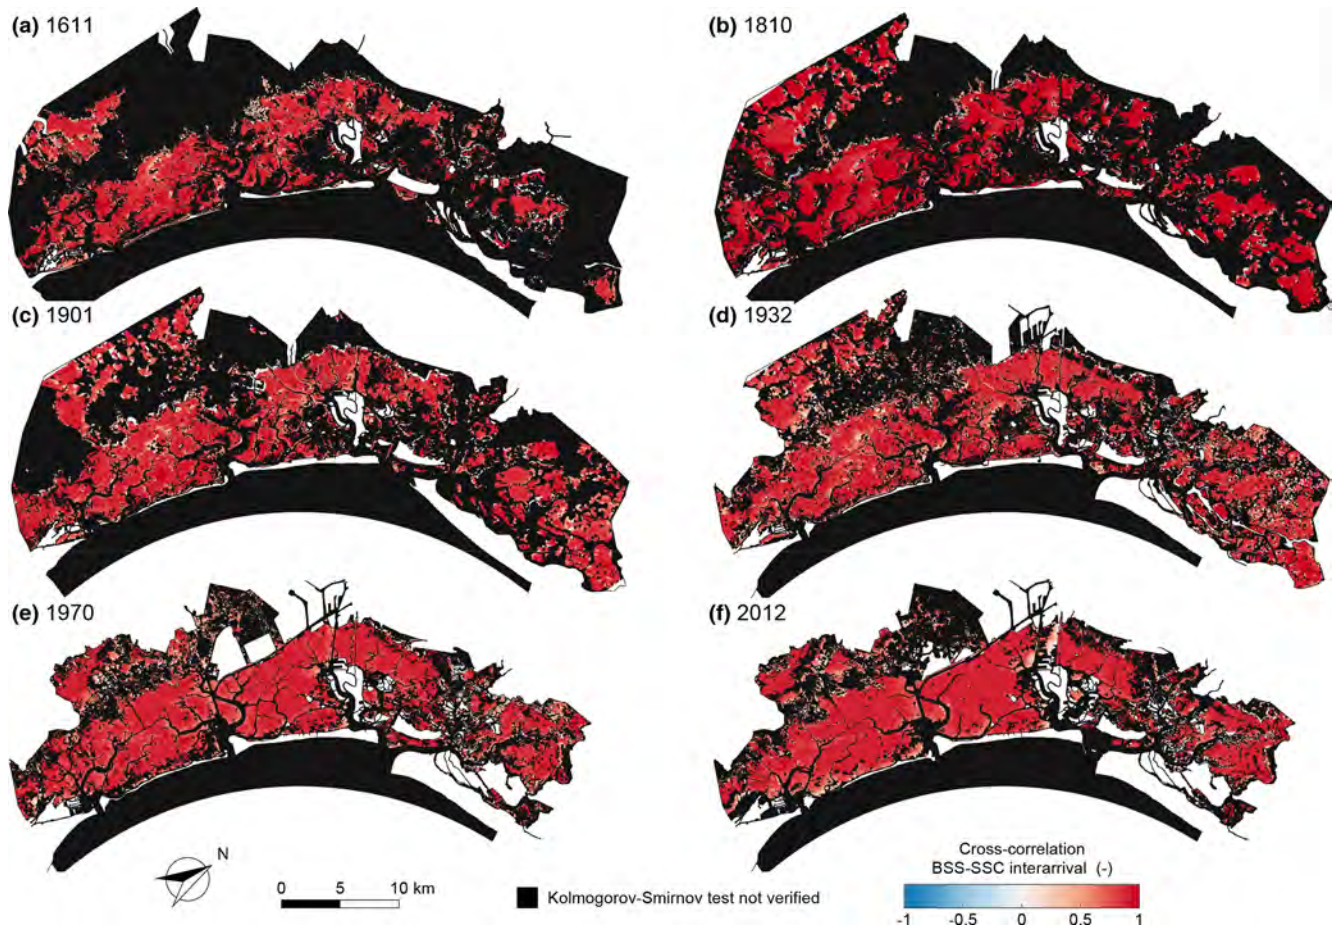 (a) 1611
(b) 1810
(c) 1901
(d) 1932
(e) 1970
(f) 2012
N
0 5 10 km
Kolmogorov-Smirnov test not verified
Cross-correlation
BSS-SSC interarrival (-)
-1 -0.5 0 0.5 1